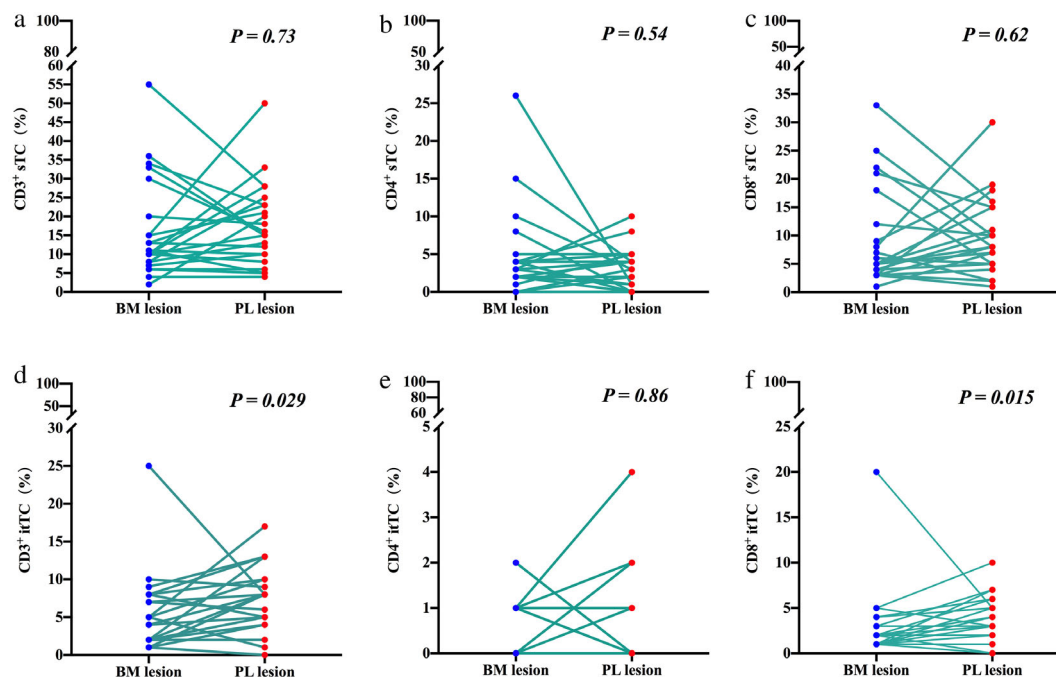 a
100
80
60
55
50
45
40
35
30
25
20
15
10
5
0
CD3+ sTC (%)
P = 0.73
BM lesion
PL lesion
b
100
50
30
25
20
15
10
5
0
CD4+ sTC (%)
P = 0.54
BM lesion
PL lesion
c
100
50
40
35
30
25
20
15
10
5
0
CD8+ sTC (%)
P = 0.62
BM lesion
PL lesion
d
100
50
30
25
20
15
10
5
0
CD3+ itTC (%)
P = 0.029
BM lesion
PL lesion
e
100
80
60
5
4
3
2
1
0
CD4+ itTC (%)
P = 0.86
BM lesion
PL lesion
f
100
25
20
15
10
5
0
CD8+ itTC (%)
P = 0.015
BM lesion
PL lesion